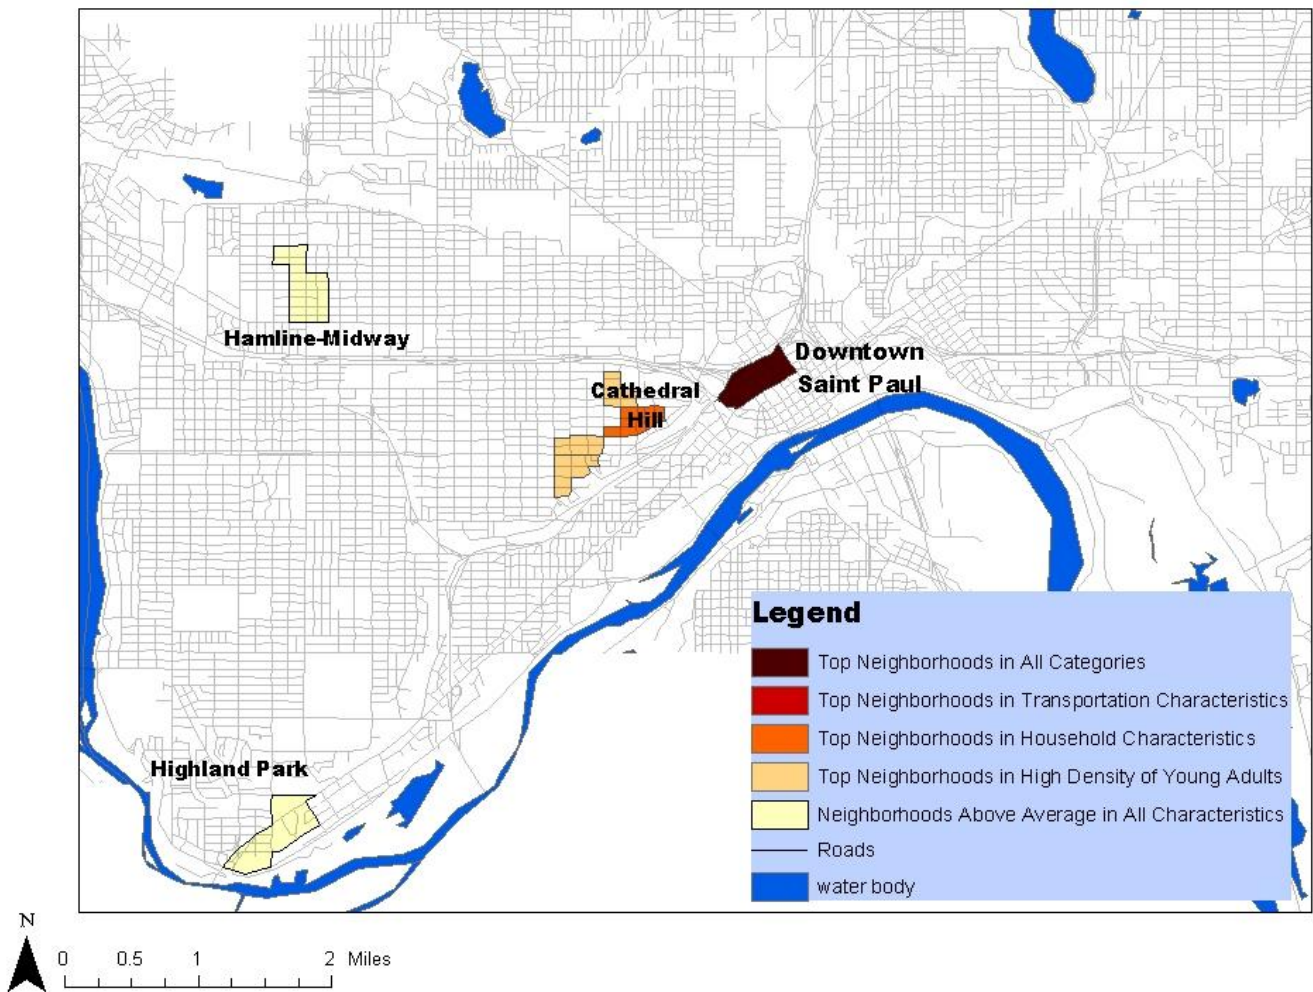 Hamline-Midway
Downtown
Saint Paul
Cathedral
Hill
Highland Park
Legend
Top Neighborhoods in All Categories
Top Neighborhoods in Transportation Characteristics
Top Neighborhoods in Household Characteristics
Top Neighborhoods in High Density of Young Adults
Neighborhoods Above Average in All Characteristics
Roads
water body
N
0 0.5 1 2 Miles